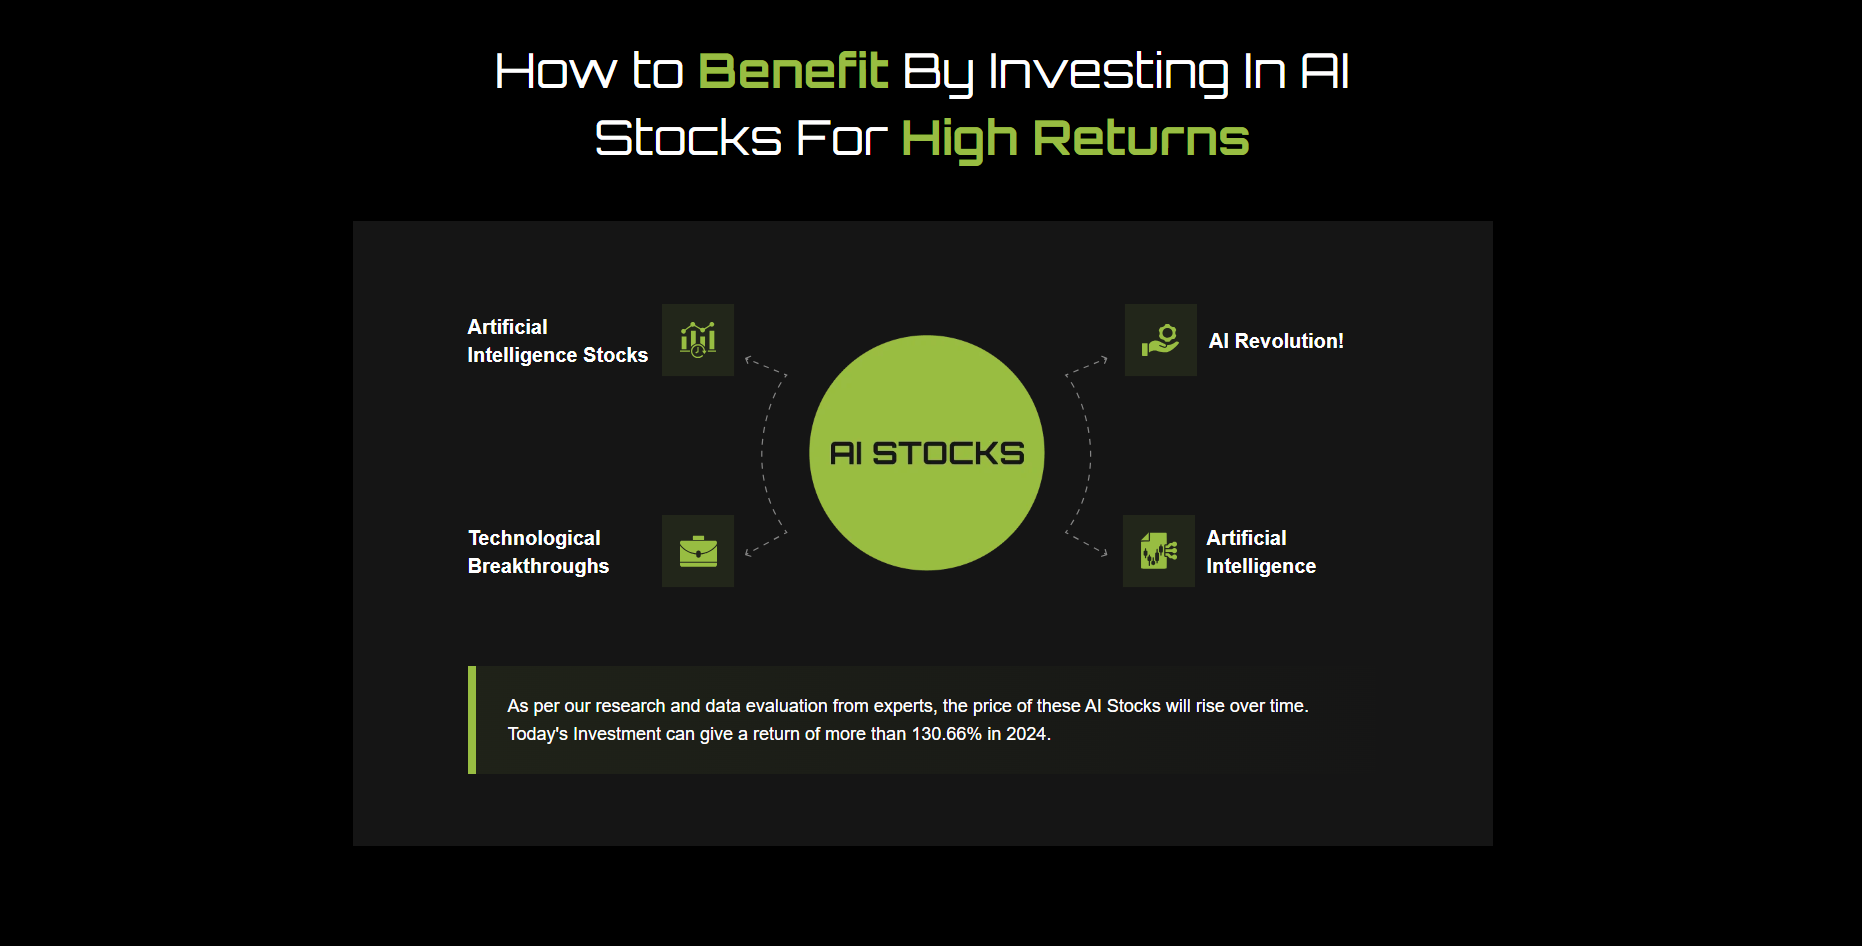 How to Benefit By Investing In AI
Stocks For High Returns
Artificial
Intelligence Stocks
AI Revolution!
AI STOCKS
Technological
Breakthroughs
Artificial
Intelligence
As per our research and data evaluation from experts, the price of these AI Stocks will rise over time.
Today's Investment can give a return of more than 130.66% in 2024.